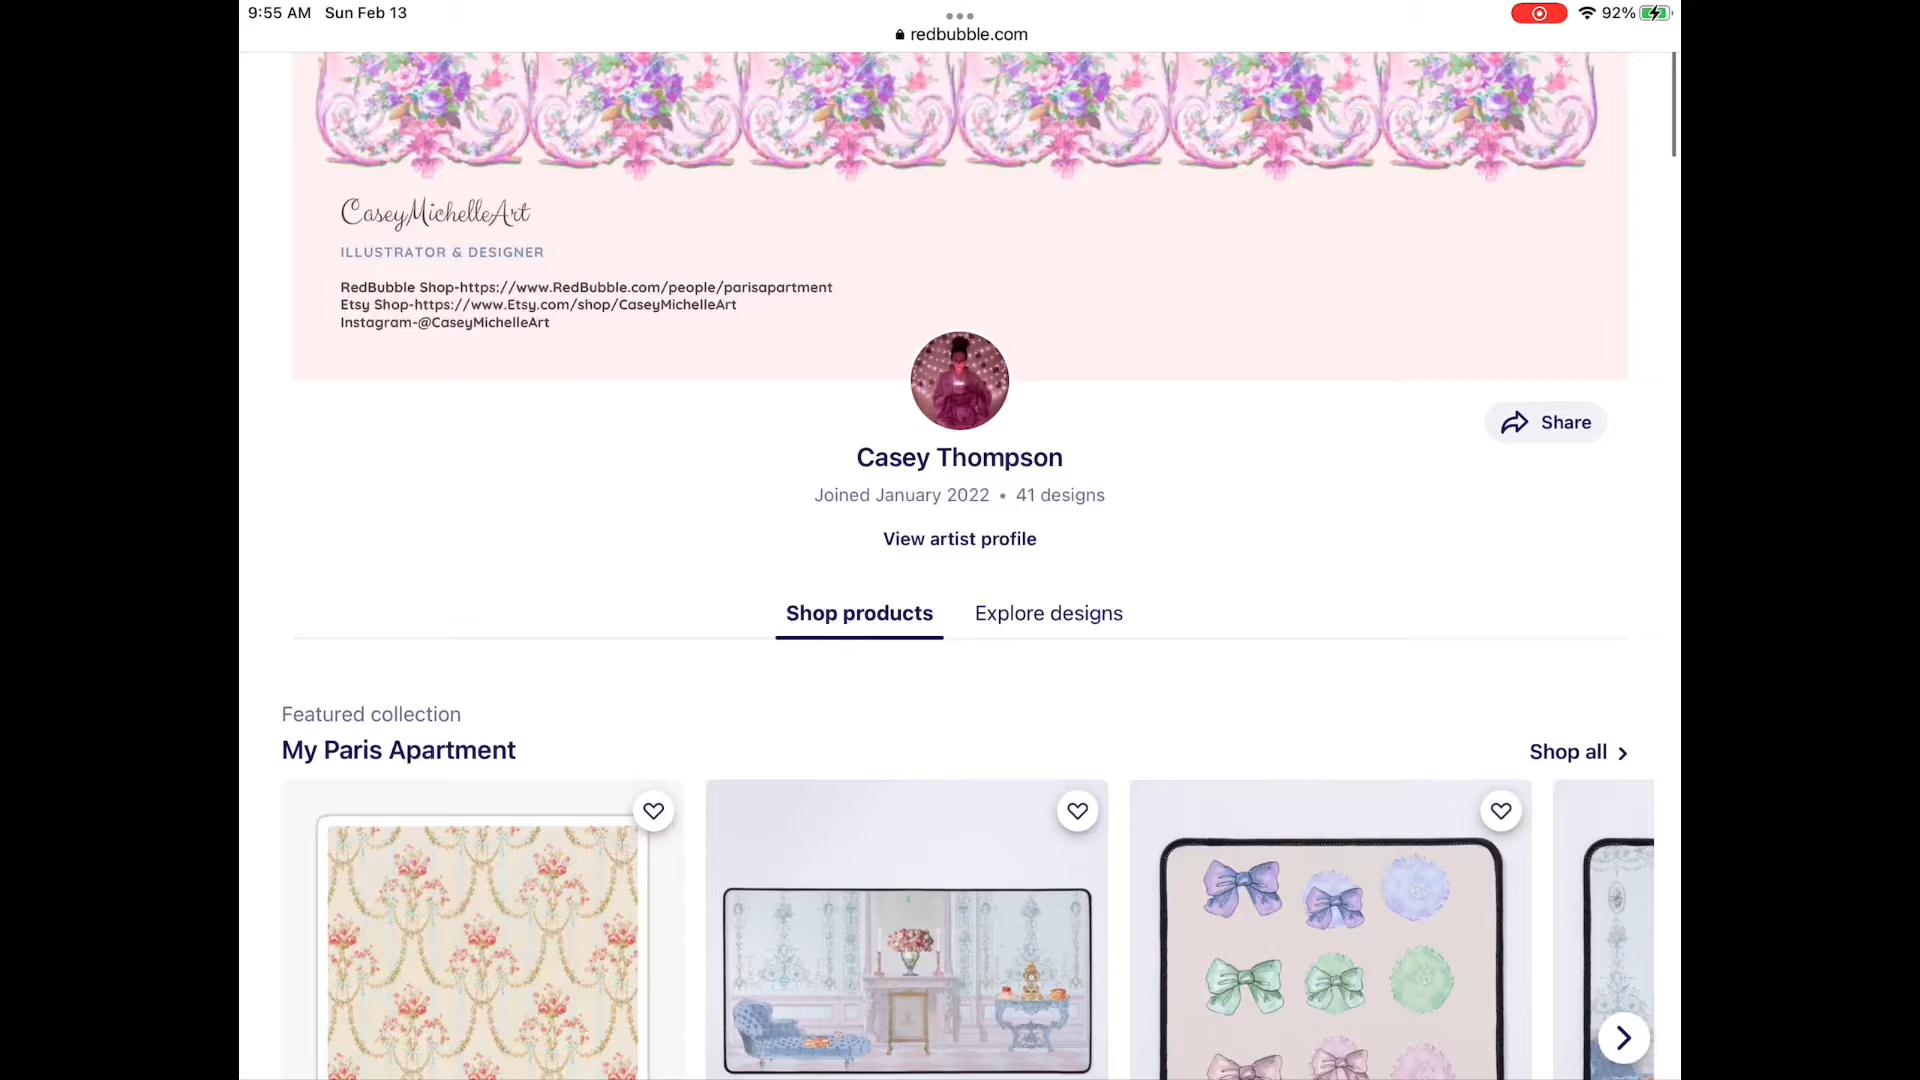 9:55 AM Sun Feb 13
92%
redbubble.com
CaseyMichelleArt
ILLUSTRATOR & DESIGNER
RedBubble Shop-https://www.RedBubble.com/people/parisapartment
Etsy Shop-https://www.Etsy.com/shop/CaseyMichelleArt
Instagram-@CaseyMichelleArt
Share
Casey Thompson
Joined January 2022 • 41 designs
View artist profile
Shop products Explore designs
Featured collection
My Paris Apartment
Shop all